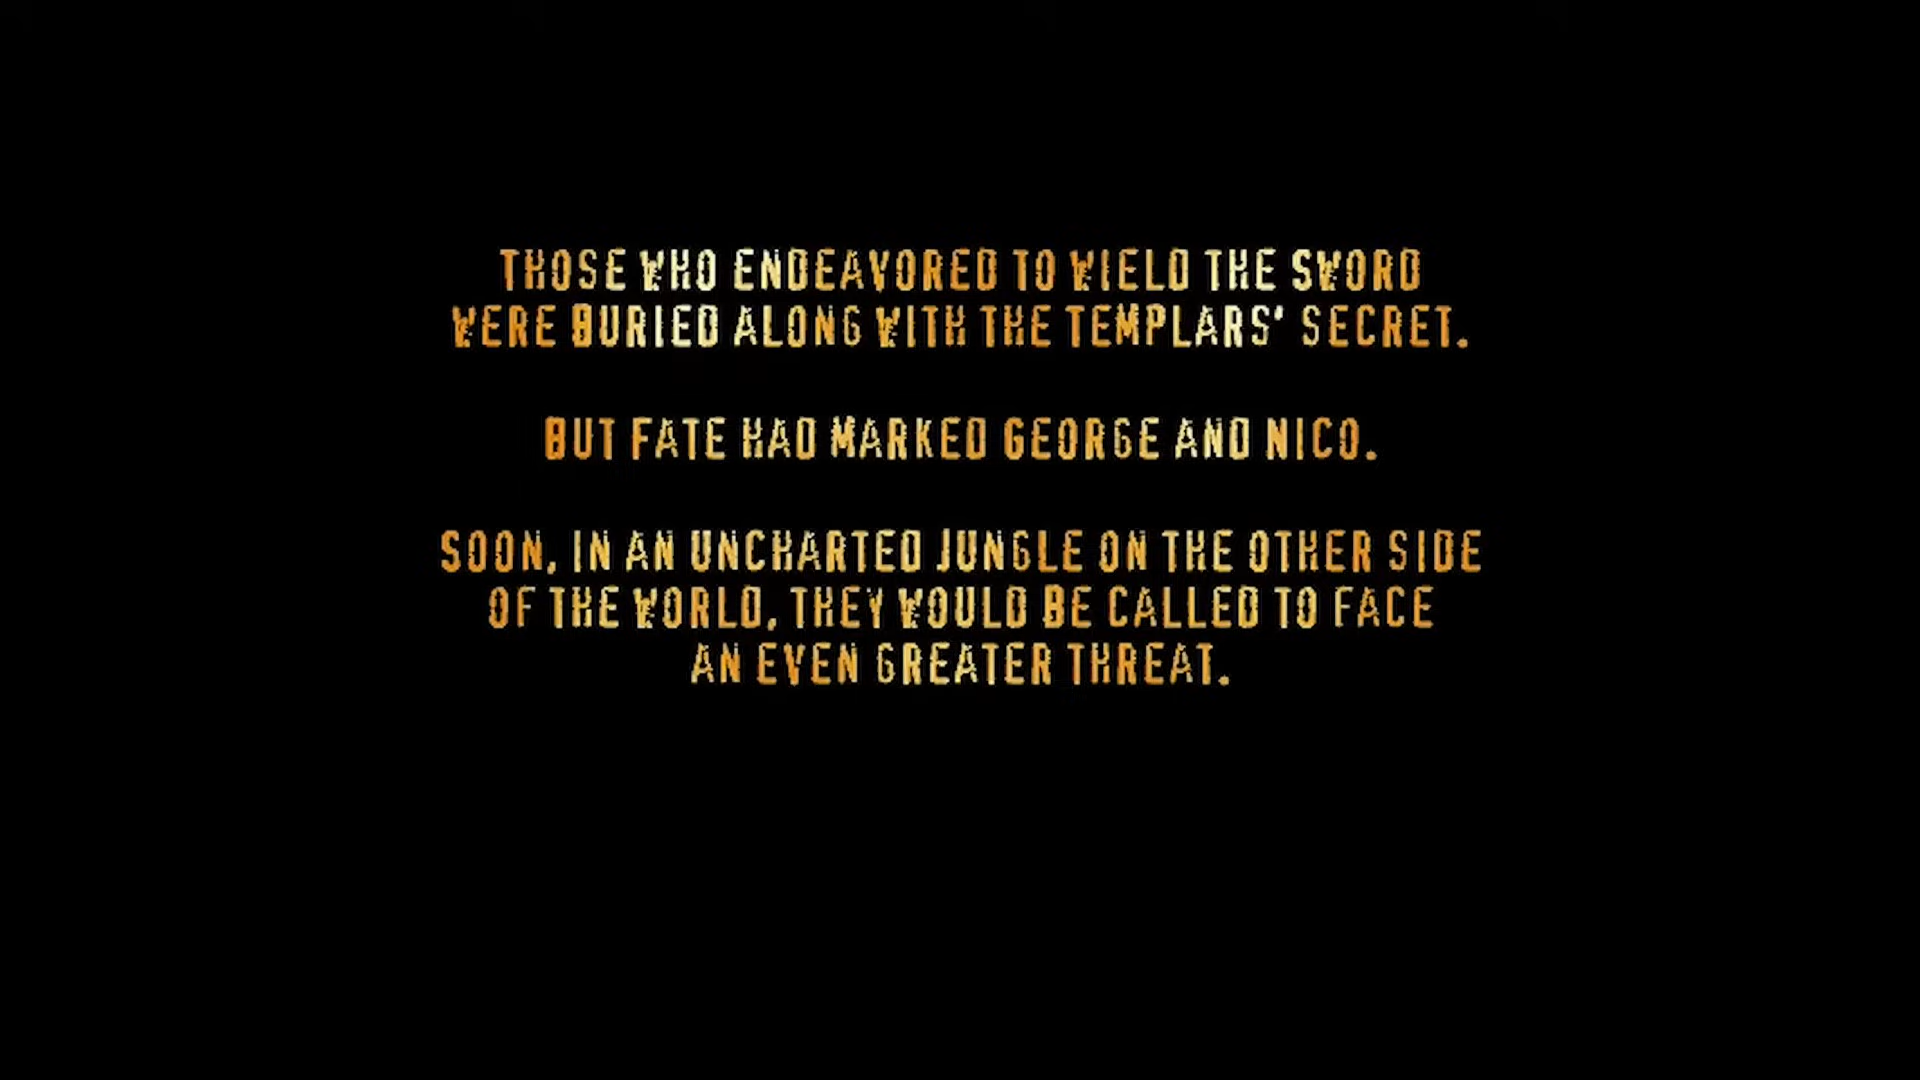 THOSE WHO ENDEAVORED TO WIELD THE SWORD
WERE BURIED ALONG WITH THE TEMPLARS' SECRET.
BUT FATE HAD MARKED GEORGE AND NICO.
SOON, IN AN UNCHARTED JUNGLE ON THE OTHER SIDE
OF THE WORLD, THEY WOULD BE CALLED TO FACE
AN EVEN GREATER THREAT.